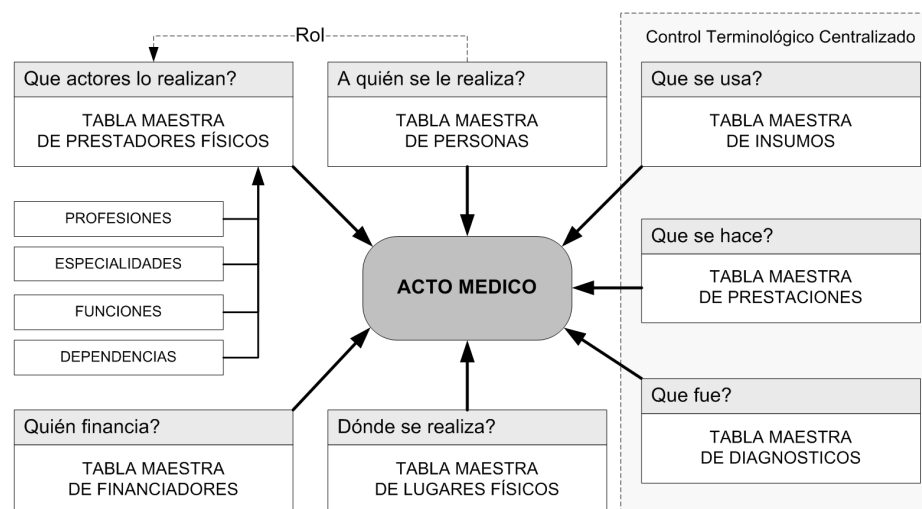 Rol
Control Terminológico Centralizado
Que actores lo realizan?
TABLA MAESTRA
DE PRESTADORES FÍSICOS
A quién se le realiza?
TABLA MAESTRA
DE PERSONAS
Que se usa?
TABLA MAESTRA
DE INSUMOS
PROFESIONES
ESPECIALIDADES
FUNCIONES
DEPENDENCIAS
ACTO MEDICO
Que se hace?
TABLA MAESTRA
DE PRESTACIONES
Quién financia?
TABLA MAESTRA
DE FINANCIADORES
Dónde se realiza?
TABLA MAESTRA
DE LUGARES FÍSICOS
Que fue?
TABLA MAESTRA
DE DIAGNOSTICOS